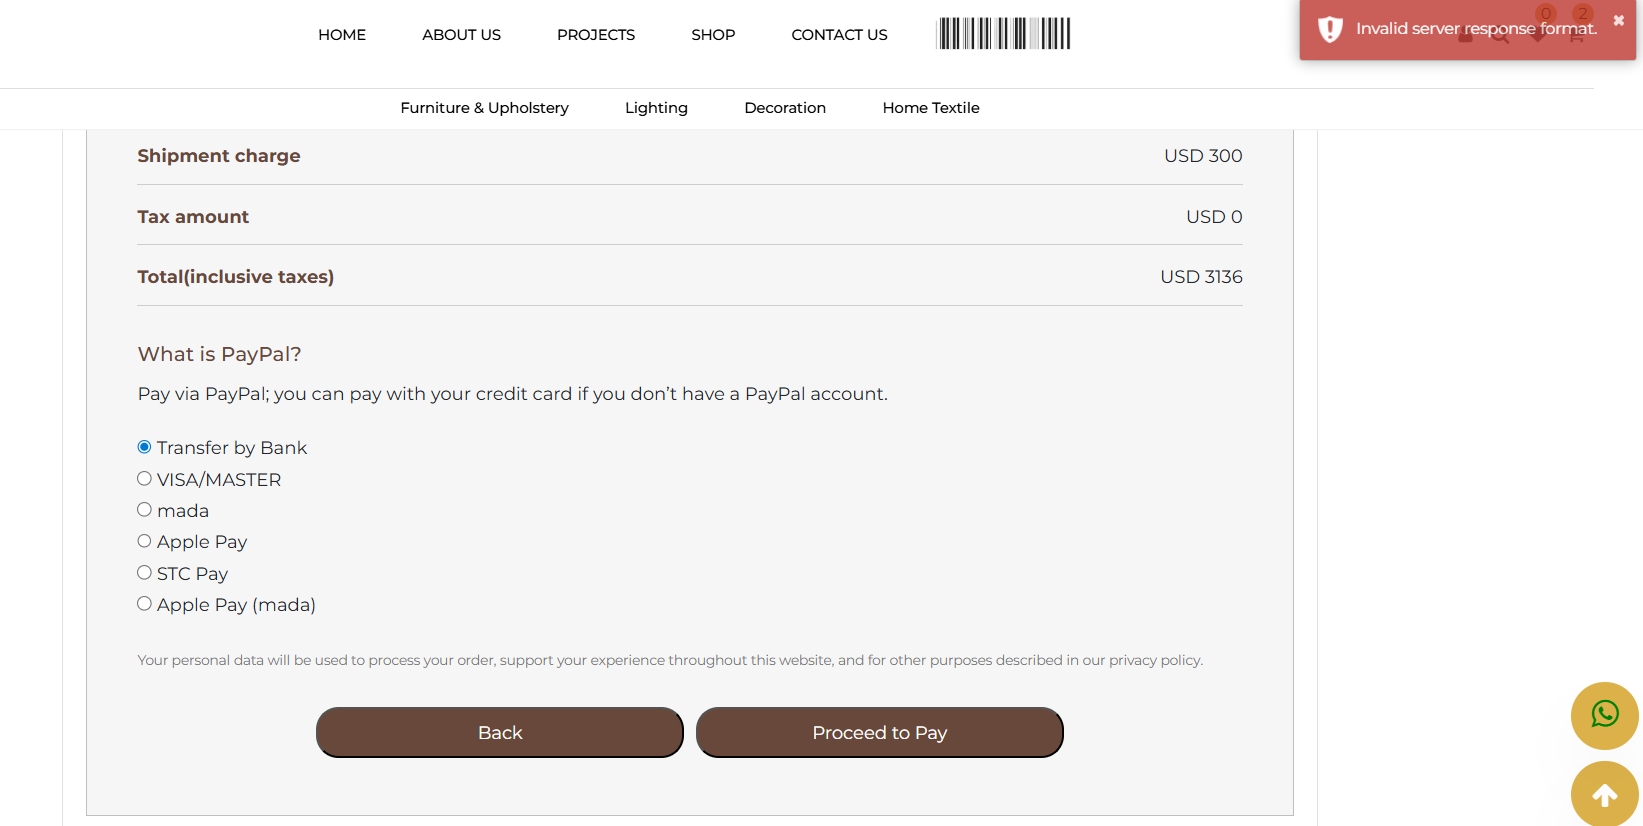 HOME ABOUT US PROJECTS SHOP CONTACT US
0 2
Invalid server response format.
Furniture & Upholstery Lighting Decoration Home Textile
Shipment charge USD 300
Tax amount USD 0
Total(inclusive taxes) USD 3136
What is PayPal?
Pay via PayPal; you can pay with your credit card if you don’t have a PayPal account.
Transfer by Bank
VISA/MASTER
mada
Apple Pay
STC Pay
Apple Pay (mada)
Your personal data will be used to process your order, support your experience throughout this website, and for other purposes described in our privacy policy.
Back Proceed to Pay